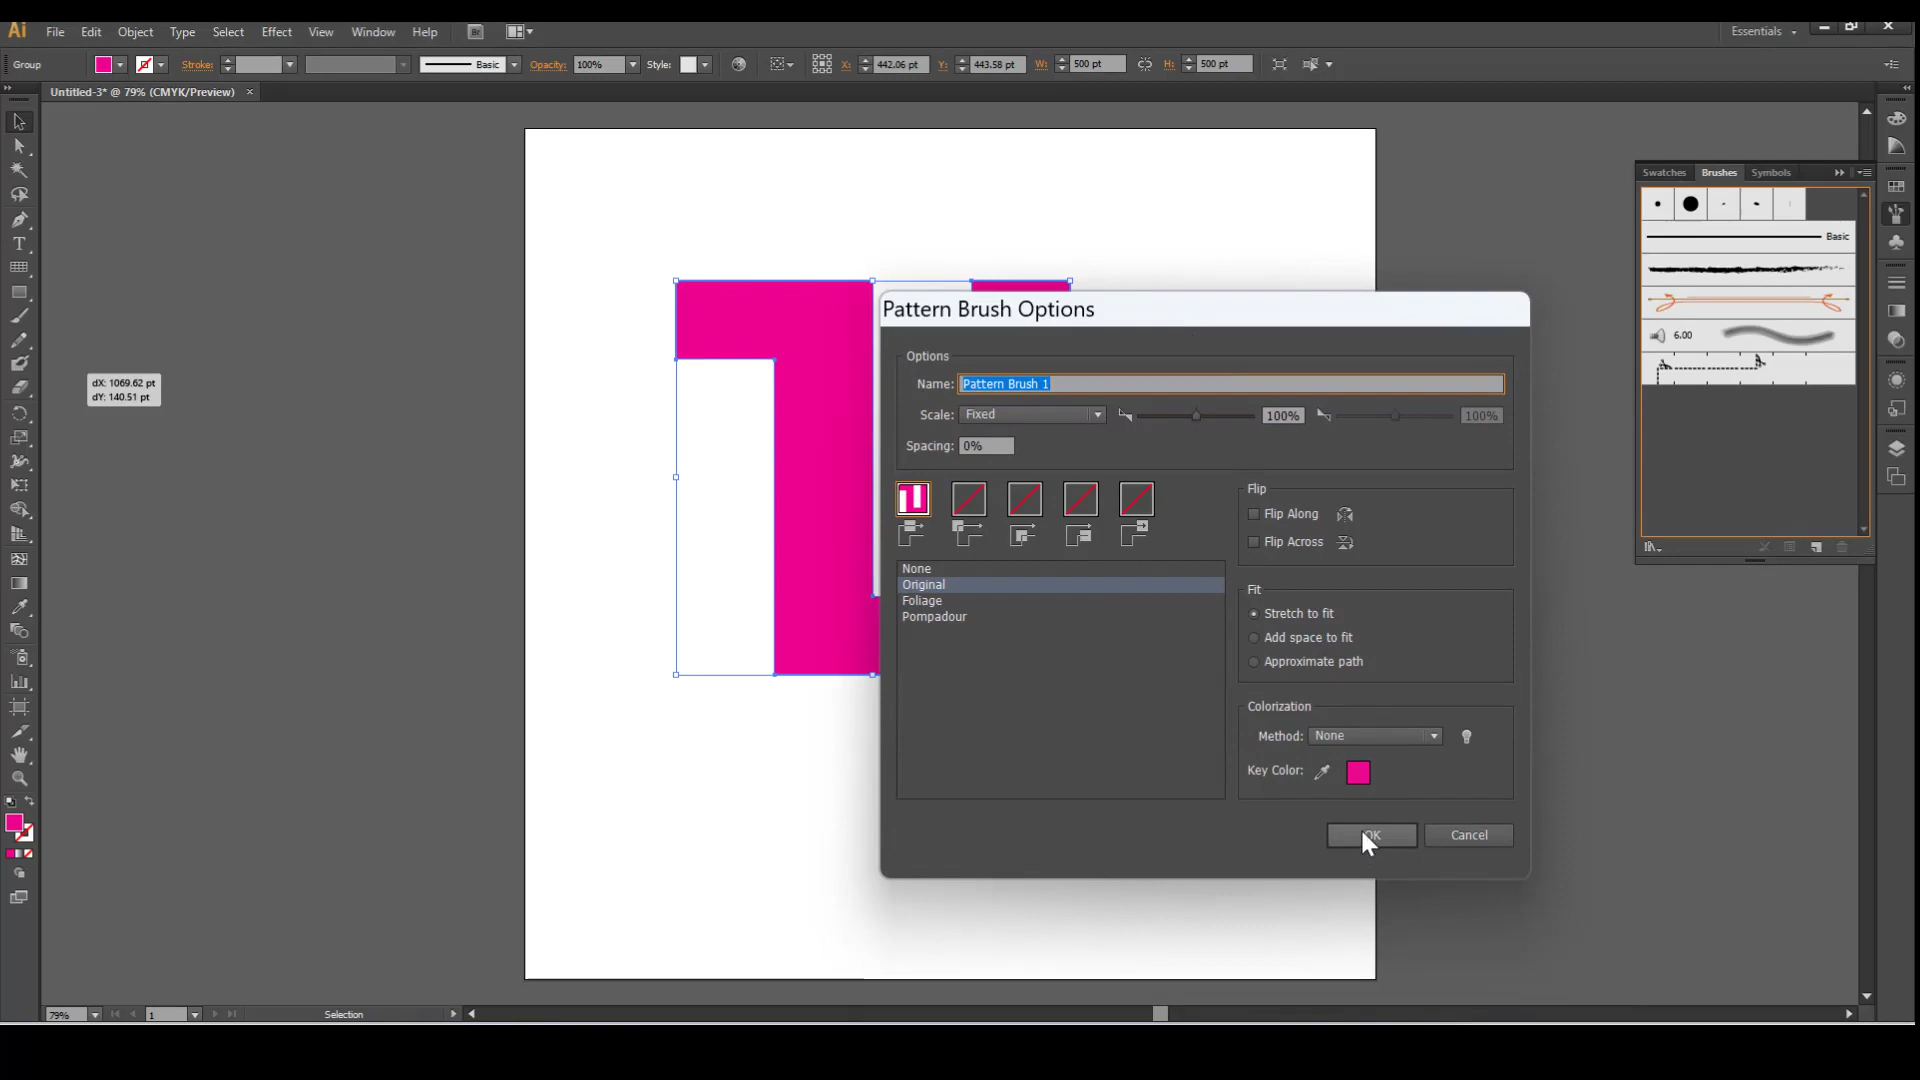 Ai File Edit Object Type Select Effect View Window Help Br Essentials
Group Stroke: Basic Opacity: 100% Style: X: 442.06 pt Y: 443.58 pt W: 500 pt H: 500 pt
Untitled-3* @ 79% (CMYK/Preview) ×
Swatches Brushes Symbols
Basic
6.00
dX: 1069.62 pt
dY: 140.51 pt
Pattern Brush Options
Options
Name: Pattern Brush 1
Scale: Fixed 100% 100%
Spacing: 0%
None
Original
Foliage
Pompadour
Flip
Flip Along
Flip Across
Fit
Stretch to fit
Add space to fit
Approximate path
Colorization
Method: None
Key Color:
OK Cancel
79% 1 Selection